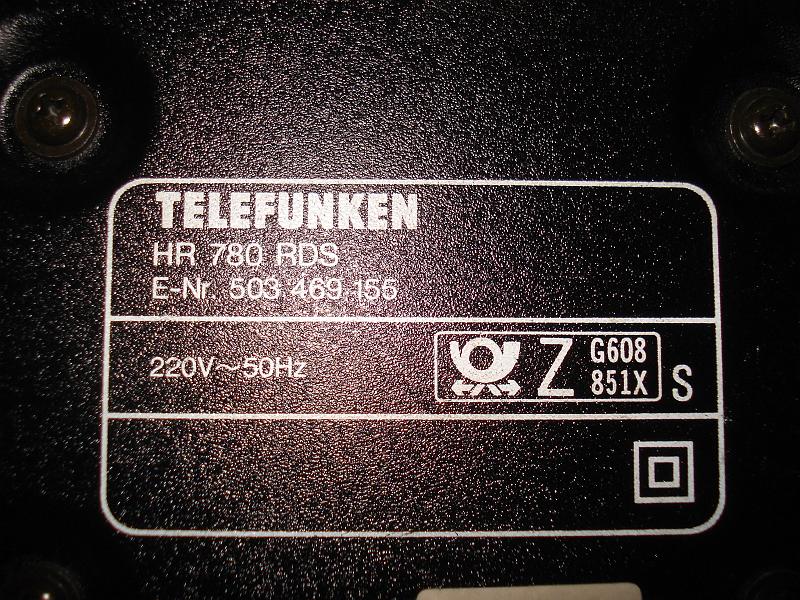 TELEFUNKEN
HR 780 RDS
E-Nr. 503 469 155
220V~50Hz
Z G608 851X S